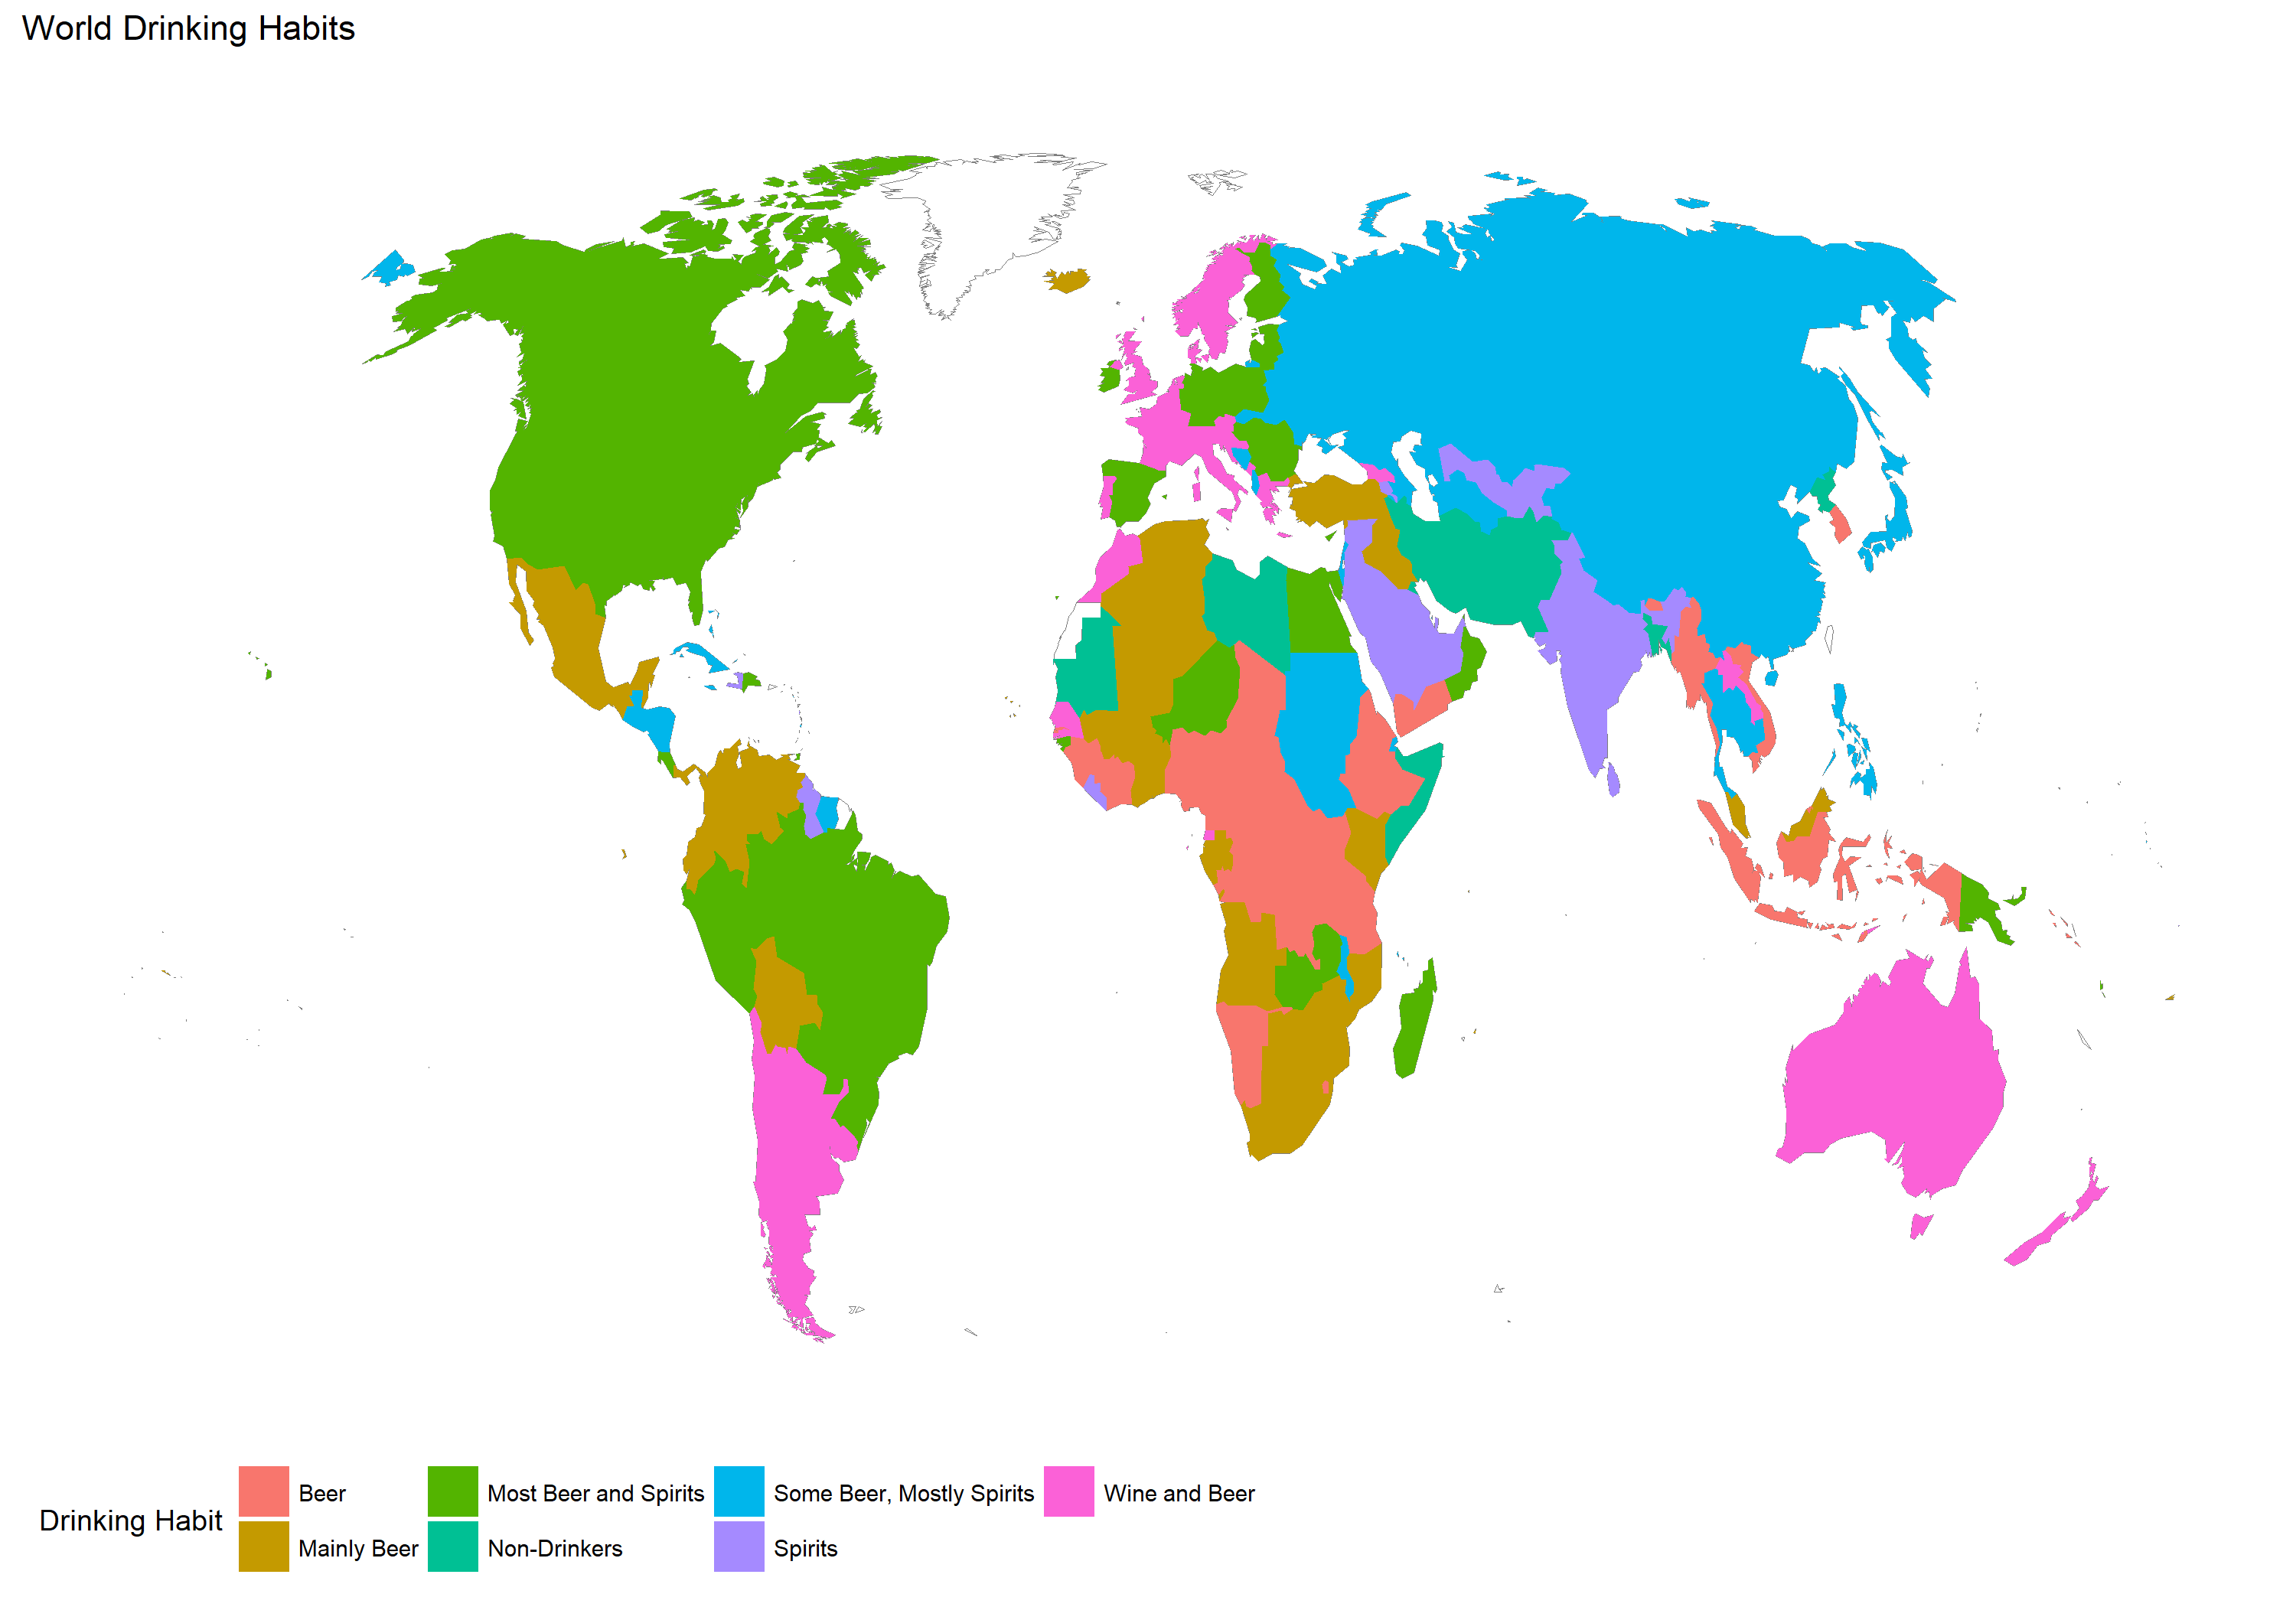 World Drinking Habits
Drinking Habit
Beer
Mainly Beer
Most Beer and Spirits
Non-Drinkers
Some Beer, Mostly Spirits
Spirits
Wine and Beer